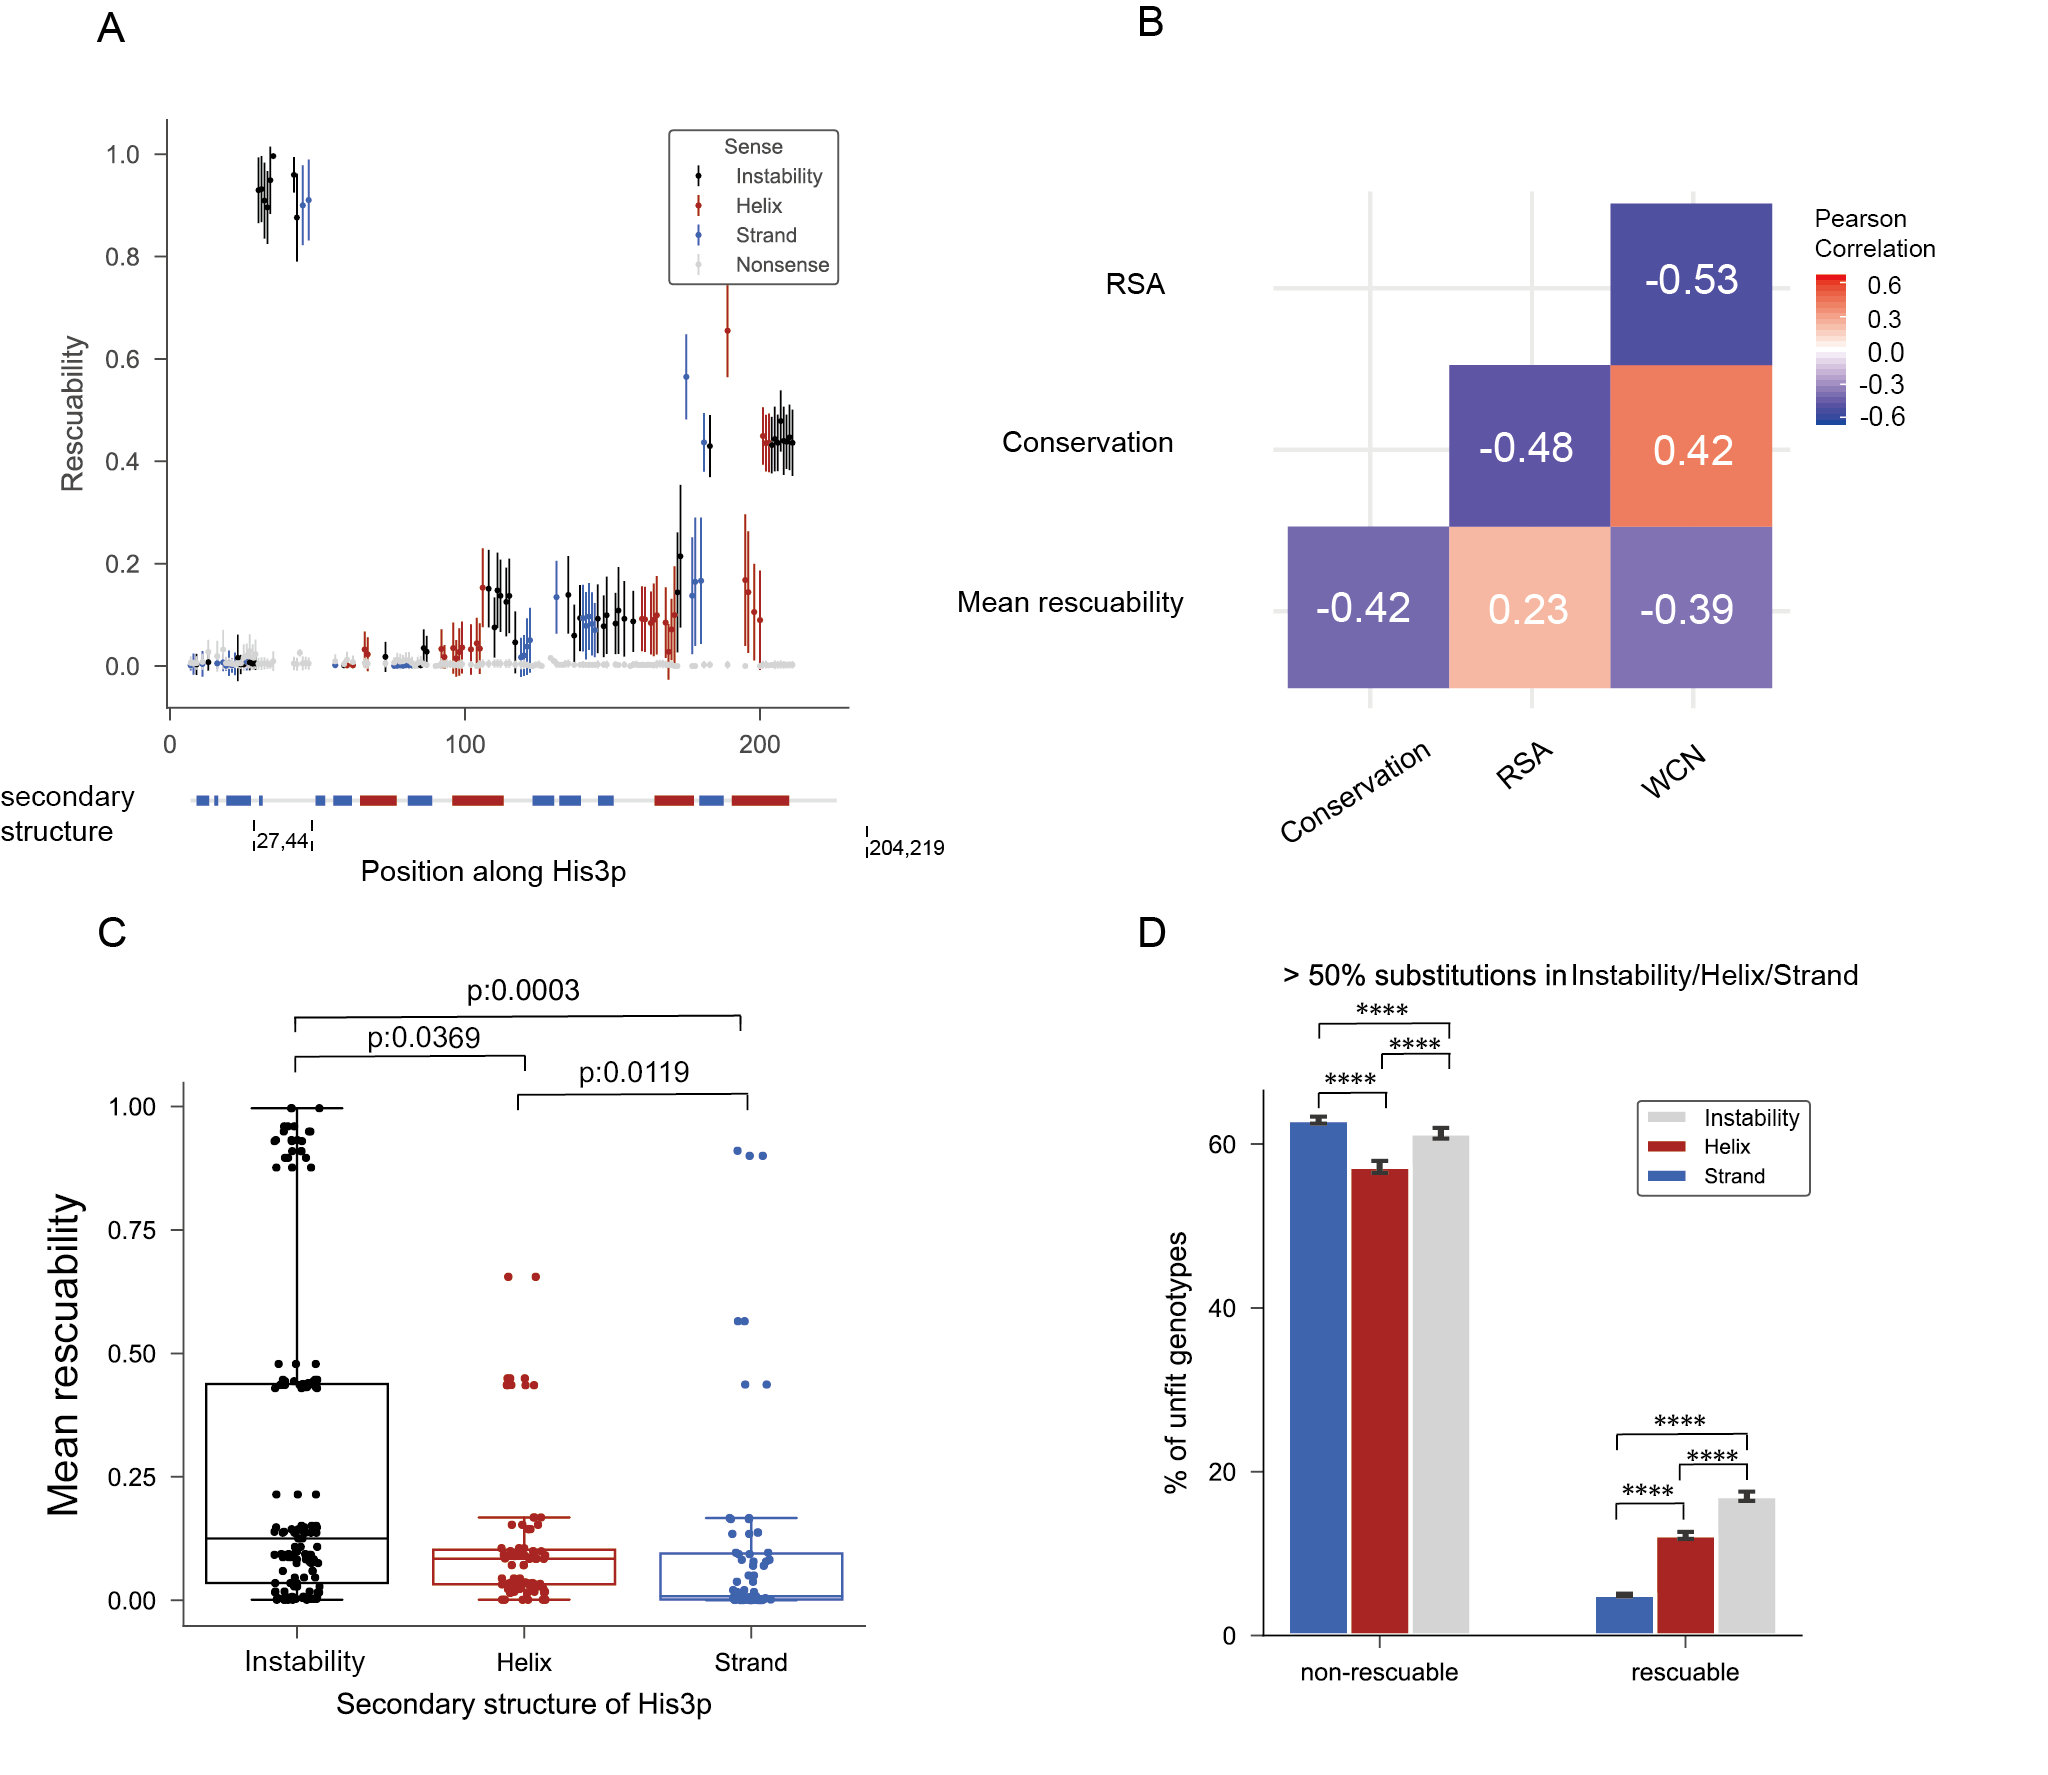 A
1.0
0.8
0.6
0.4
0.2
0.0
Rescuability
Sense
Instability
Helix
Strand
Nonsense
0
100
200
secondary
structure
27,44
204,219
Position along His3p
B
RSA
Conservation
Mean rescuability
-0.53
-0.48
0.42
-0.42
0.23
-0.39
Conservation
RSA
WCN
Pearson
Correlation
0.6
0.3
0.0
-0.3
-0.6
C
p:0.0003
p:0.0369
p:0.0119
1.00
0.75
0.50
0.25
0.00
Mean rescuability
Instability
Helix
Strand
Secondary structure of His3p
D
> 50% substitutions in Instability/Helix/Strand
****
****
****
Instability
Helix
Strand
60
40
20
0
% of unfit genotypes
****
****
****
non-rescuable
rescuable